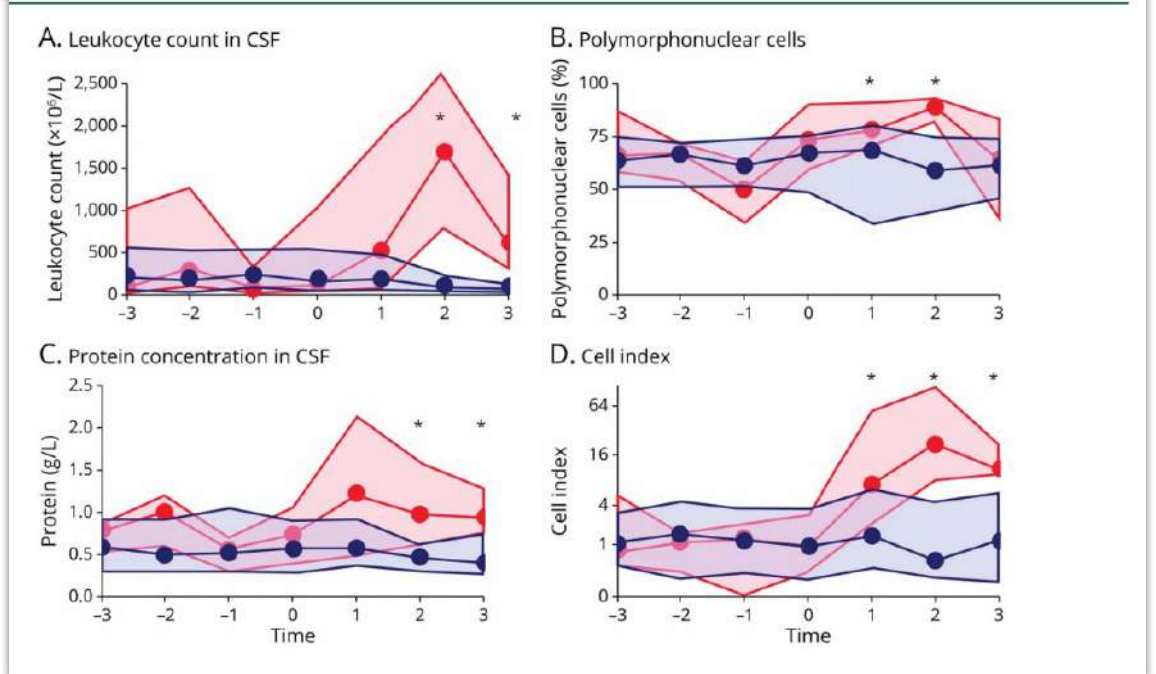 A. Leukocyte count in CSF
Leukocyte count (×10⁶/L)
2,500
2,000
1,500
1,000
500
0
* *
–3 –2 –1 0 1 2 3
B. Polymorphonuclear cells
Polymorphonuclear cells (%)
100
75
50
25
0
* *
–3 –2 –1 0 1 2 3
C. Protein concentration in CSF
Protein (g/L)
2.5
2.0
1.5
1.0
0.5
0.0
* *
–3 –2 –1 0 1 2 3
Time
D. Cell index
Cell index
64
16
4
1
0
* * *
–3 –2 –1 0 1 2 3
Time